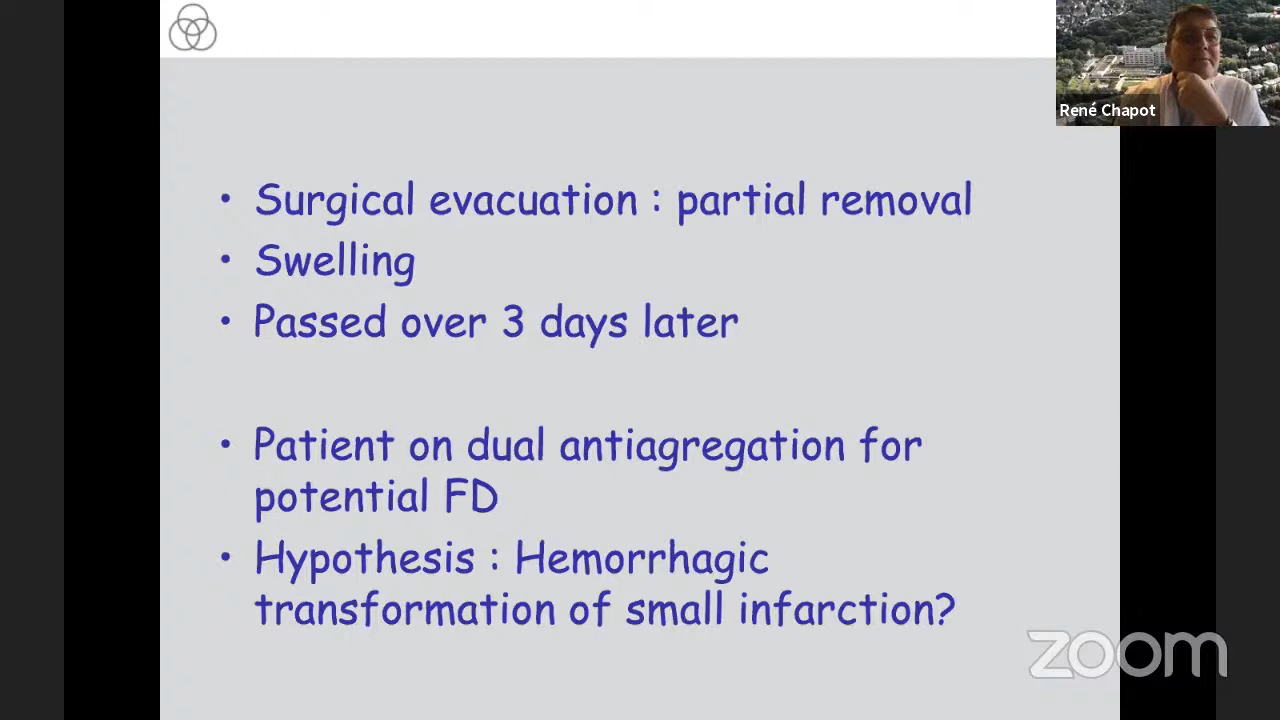 René Chapot
• Surgical evacuation : partial removal
• Swelling
• Passed over 3 days later
• Patient on dual antiagregation for
potential FD
• Hypothesis : Hemorrhagic
transformation of small infarction?
zoom